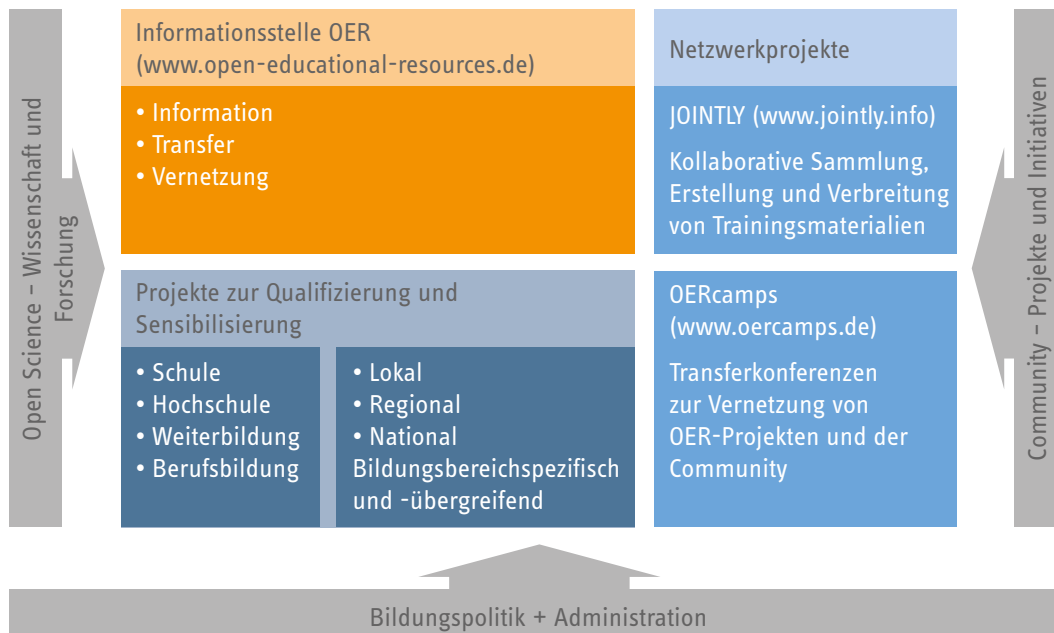 Open Science – Wissenschaft und
Forschung
Informationsstelle OER
(www.open-educational-resources.de)
• Information
• Transfer
• Vernetzung
Projekte zur Qualifizierung und
Sensibilisierung
• Schule
• Hochschule
• Weiterbildung
• Berufsbildung
• Lokal
• Regional
• National
Bildungsbereichspezifisch
und -übergreifend
Netzwerkprojekte
JOINTLY (www.jointly.info)
Kollaborative Sammlung,
Erstellung und Verbreitung
von Trainingsmaterialien
OERcamps
(www.oercamps.de)
Transferkonferenzen
zur Vernetzung von
OER-Projekten und der
Community
Community – Projekte und Initiativen
Bildungspolitik + Administration